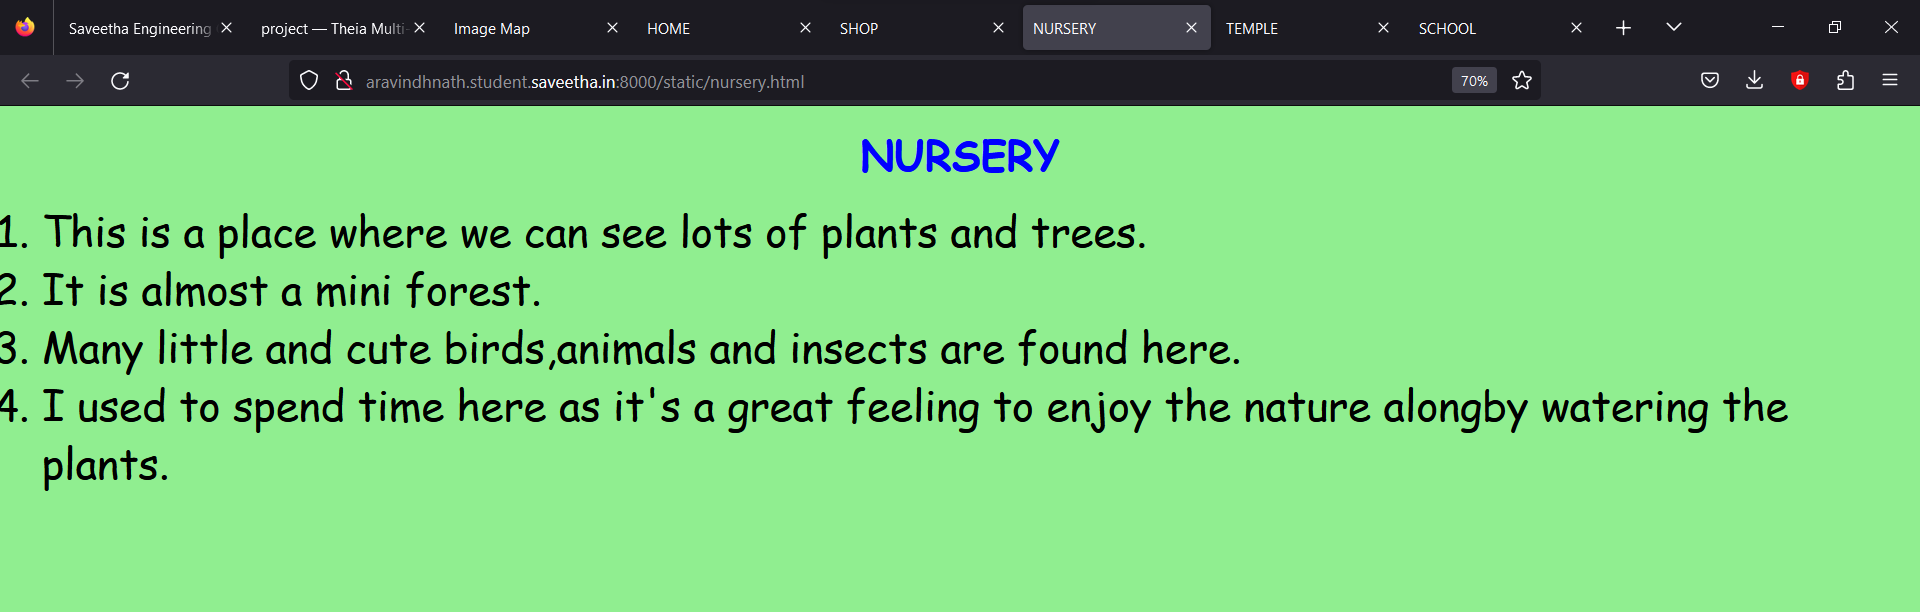 Saveetha Engineering
project — Theia Multi-
Image Map
HOME
SHOP
NURSERY
TEMPLE
SCHOOL
aravindhnath.student.saveetha.in:8000/static/nursery.html
70%
NURSERY
1. This is a place where we can see lots of plants and trees.
2. It is almost a mini forest.
3. Many little and cute birds,animals and insects are found here.
4. I used to spend time here as it's a great feeling to enjoy the nature alongby watering the
plants.